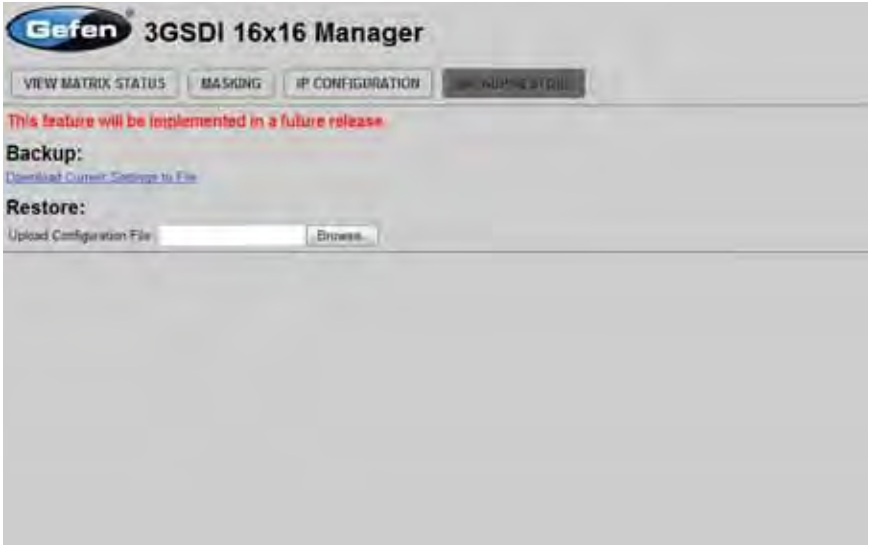 Gefen®
3GSDI 16x16 Manager
VIEW MATRIX STATUS
MASKING
IP CONFIGURATION
This feature will be implemented in a future release.
Backup:
Download Current Settings to File
Restore:
Upload Configuration File
Browse...